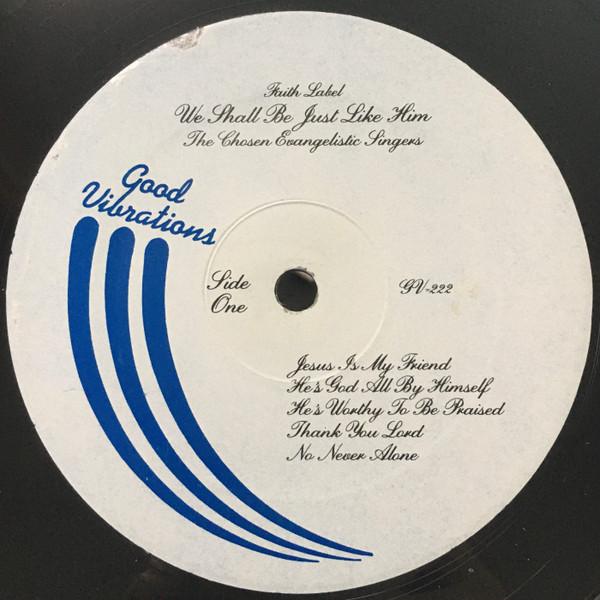 Faith Label
We Shall Be Just Like Him
The Chosen Evangelistic Singers
Good
Vibrations
Side
One
GV-222
Jesus Is My Friend
He's God All By Himself
He's Worthy To Be Praised
Thank You Lord
No Never Alone